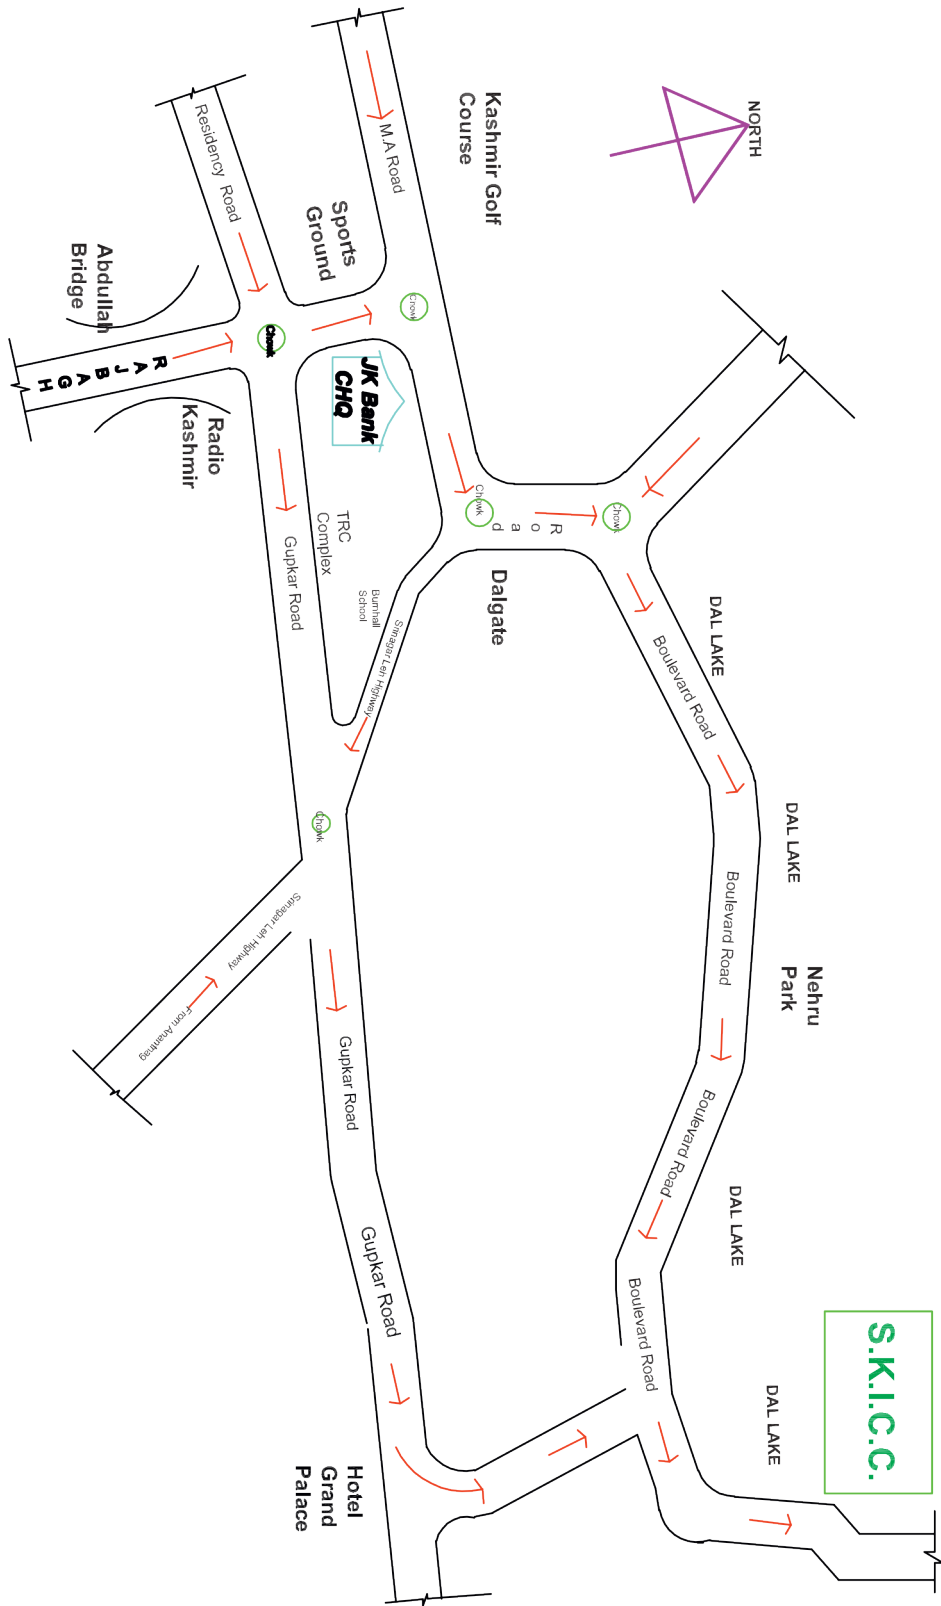 NORTH
Kashmir Golf
Course
M.A Road
Residency Road
Sports
Ground
Abdullah
Bridge
RAJBAGH
Radio
Kashmir
Chowk
Chowk
JK Bank
CHQ
Chowk
Road
Chowk
Dalgate
TRC
Complex
Burnhall
School
Srinagar Leh Highway
Gupkar Road
Chowk
Srinagar Leh Highway
From Anantnag
Gupkar Road
Gupkar Road
Hotel
Grand
Palace
DAL LAKE
Boulevard Road
DAL LAKE
Boulevard Road
Nehru
Park
Boulevard Road
DAL LAKE
Boulevard Road
DAL LAKE
S.K.I.C.C.